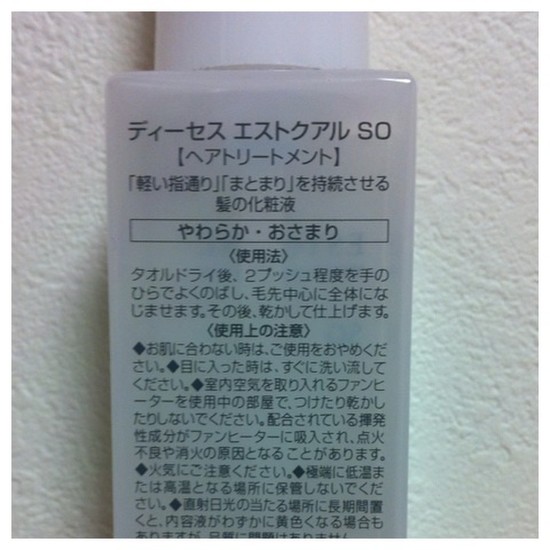 ディーセス エストクアル SO
【ヘアトリートメント】
「軽い指通り」「まとまり」を持続させる
髪の化粧液
やわらか・おさまり
〈使用法〉
タオルドライ後、2プッシュ程度を手の
ひらでよくのばし、毛先中心に全体にな
じませます。その後、乾かして仕上げます。
〈使用上の注意〉
◆お肌に合わない時は、ご使用をおやめくだ
さい。◆目に入った時は、すぐに洗い流して
ください。◆室内空気を取り入れるファンヒ
ーターを使用中の部屋で、つけたり乾かし
たりしないでください。配合されている揮発
性成分がファンヒーターに吸入され、点火
不良や消火の原因となることがあります。
◆火気にご注意ください。◆極端に低温ま
たは高温となる場所に保管しないでくだ
さい。◆直射日光の当たる場所に長期間置
くと、内容液がわずかに黄色くなる場合も
ありますが、品質に問題はありません